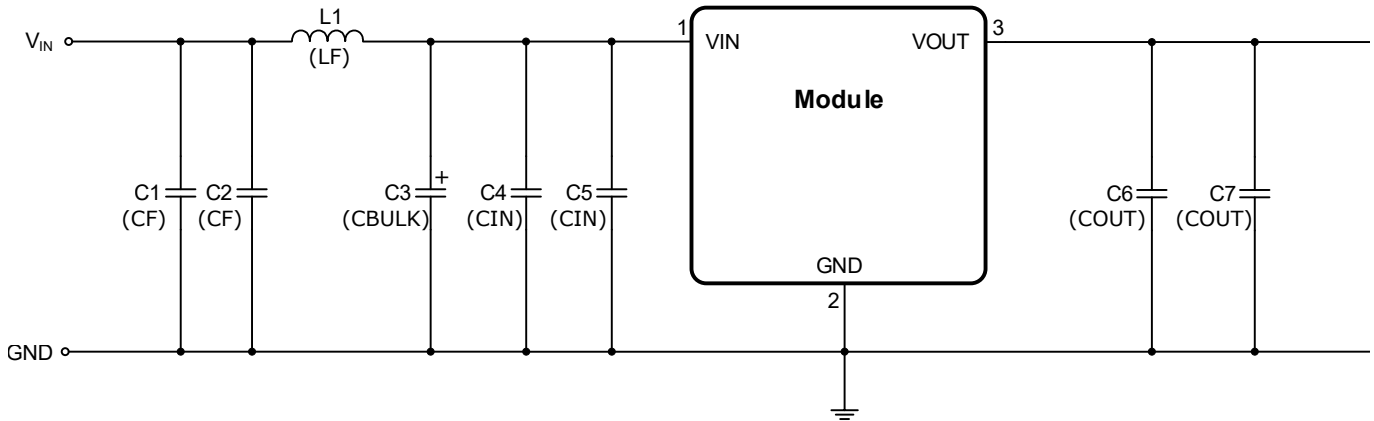 L1
(LF)
VIN
1
VIN
VOUT
3
Module
C1
(CF)
C2
(CF)
C3
+
(CBULK)
C4
(CIN)
C5
(CIN)
C6
(COUT)
C7
(COUT)
GND
2
GND